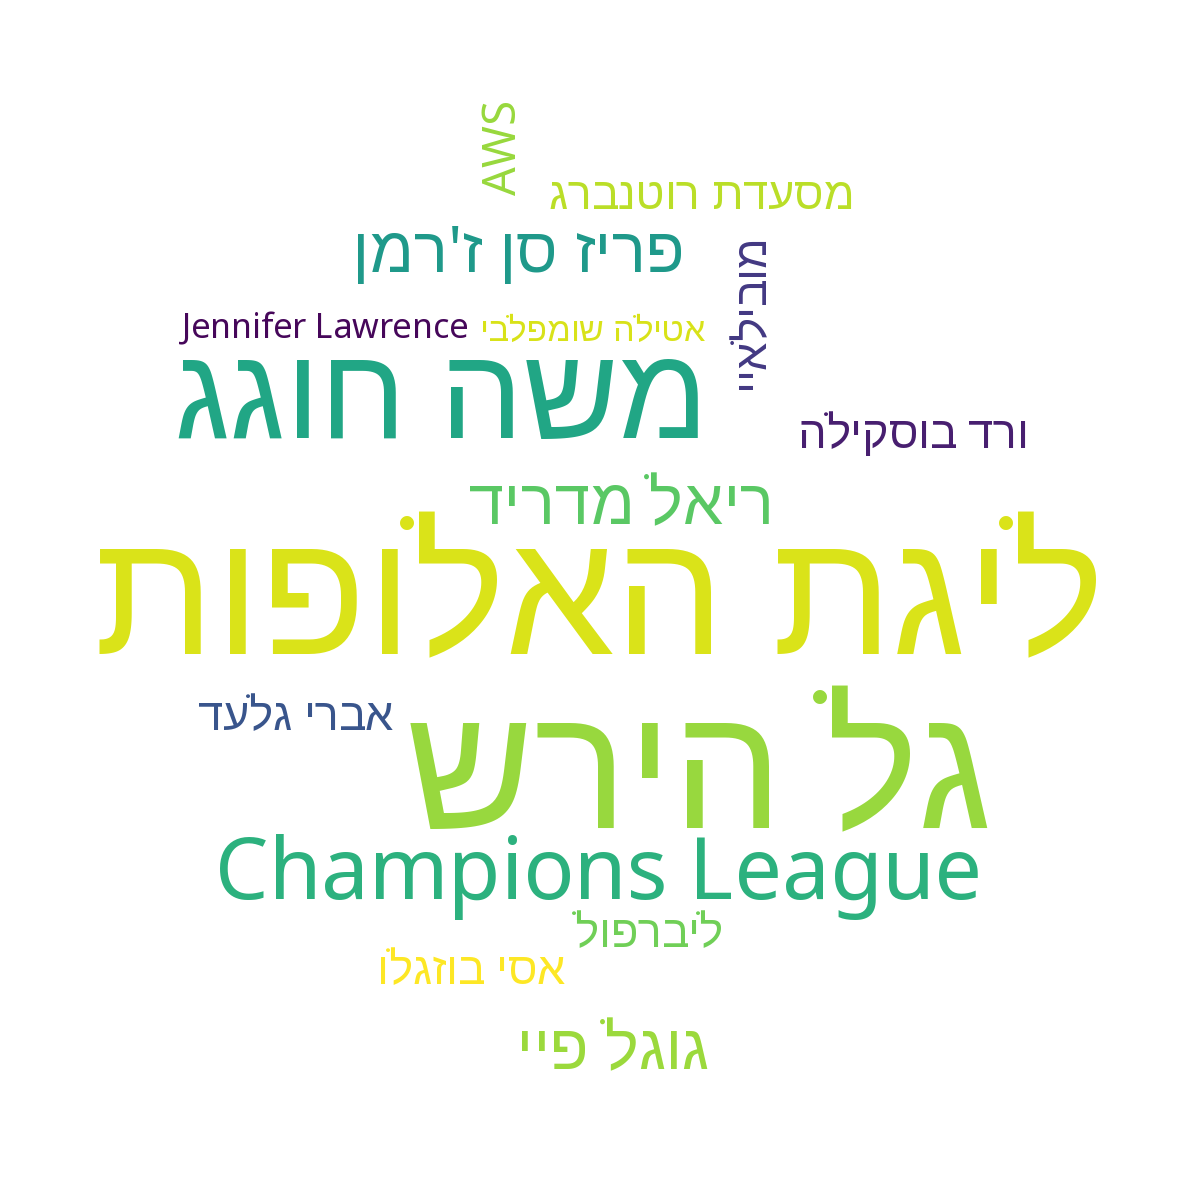 AWS
מסעדת רוטנברג
פריז סן ז'רמן
מובילאיי
Jennifer Lawrence
אטילה שומפלבי
משה חוגג
ורד בוסקילה
ריאל מדריד
ליגת האלופות
אברי גלעד
גל הירש
Champions League
ליברפול
אסי בוזגלו
גוגל פיי